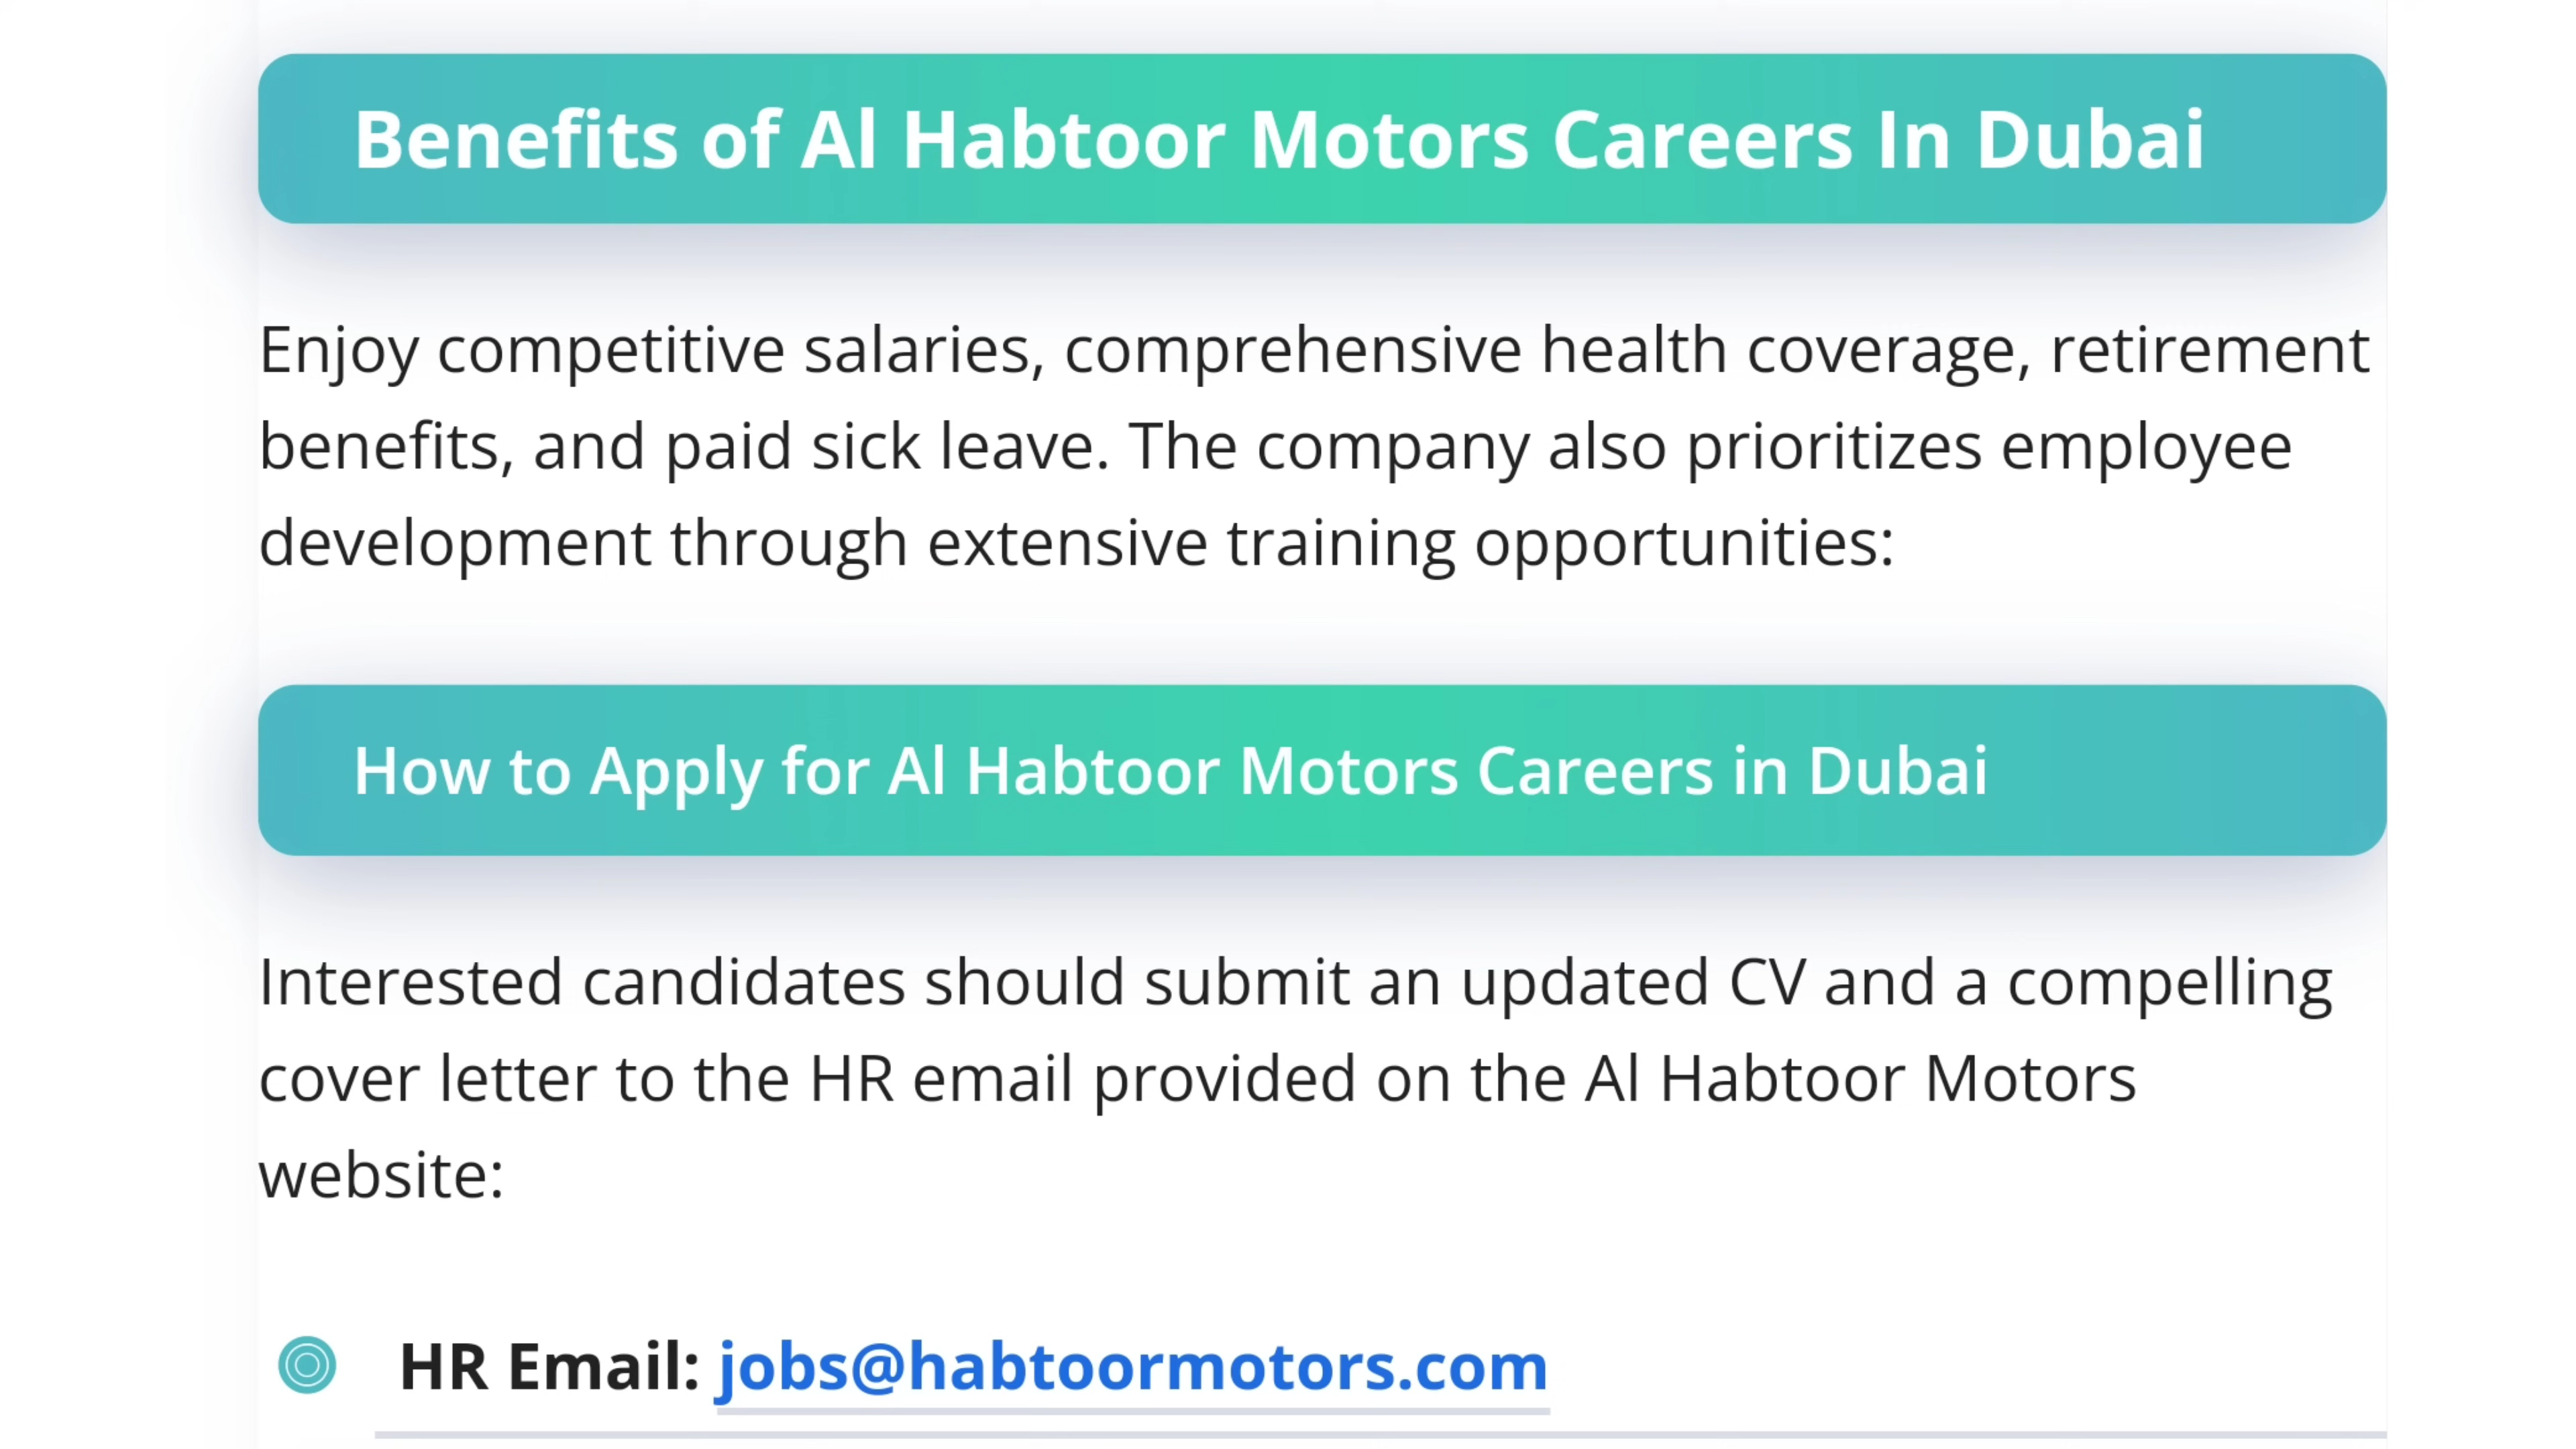 Benefits of Al Habtoor Motors Careers In Dubai
Enjoy competitive salaries, comprehensive health coverage, retirement
benefits, and paid sick leave. The company also prioritizes employee
development through extensive training opportunities:
How to Apply for Al Habtoor Motors Careers in Dubai
Interested candidates should submit an updated CV and a compelling
cover letter to the HR email provided on the Al Habtoor Motors
website:
HR Email: jobs@habtoormotors.com